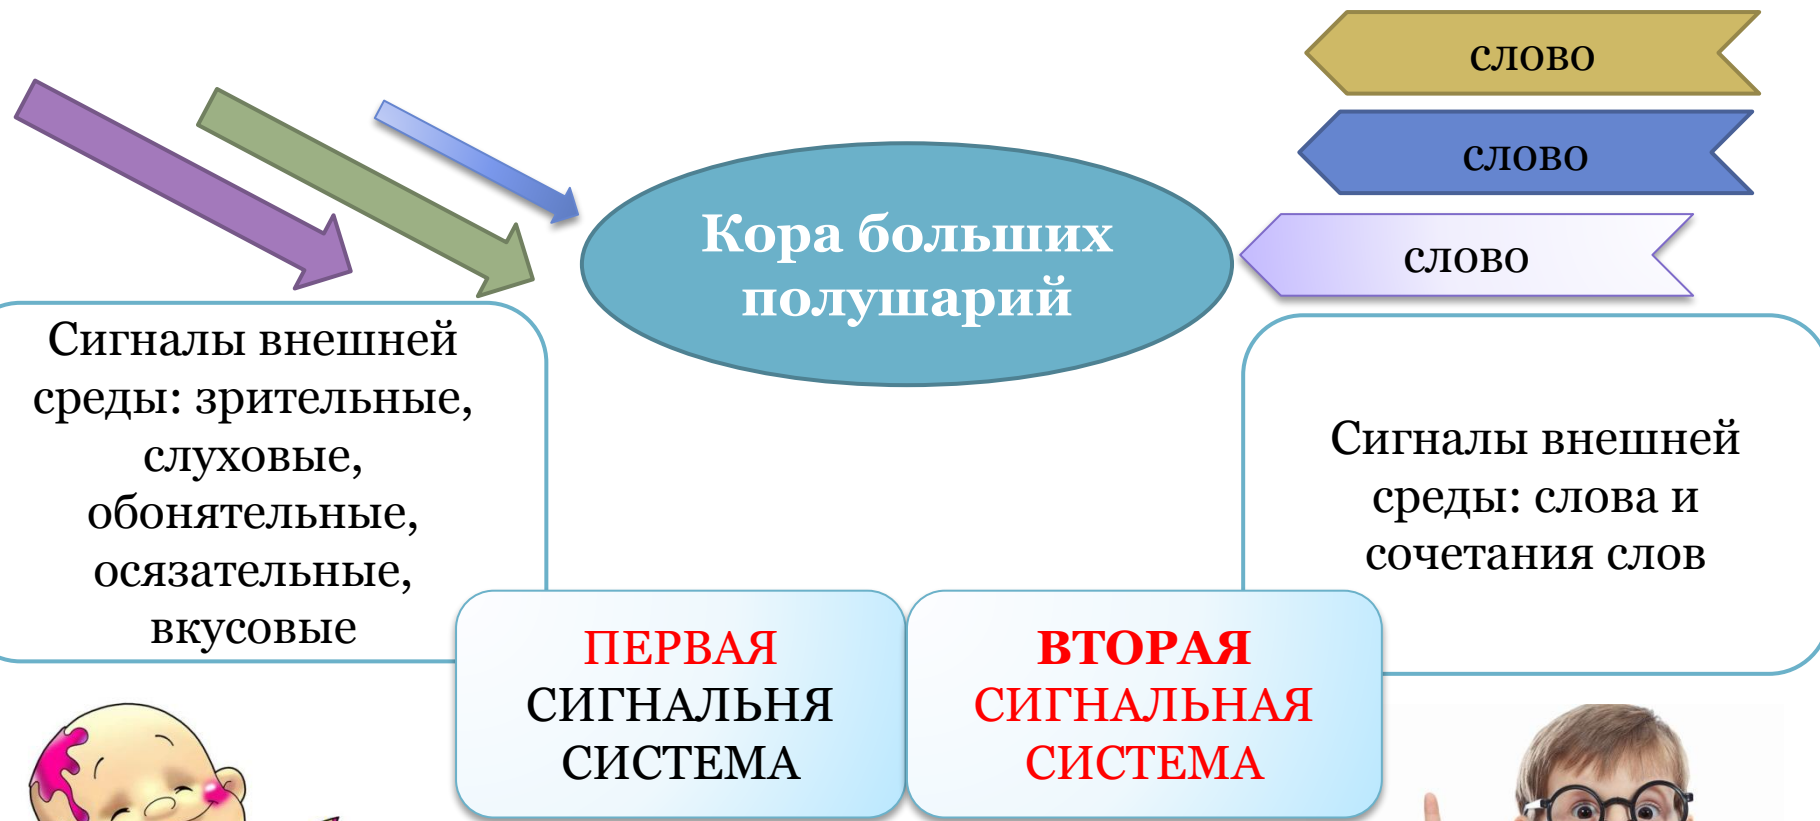 слово
слово
слово
Кора больших
полушарий
Сигналы внешней
среды: зрительные,
слуховые,
обонятельные,
осязательные,
вкусовые
Сигналы внешней
среды: слова и
сочетания слов
ПЕРВАЯ
СИГНАЛЬНЯ
СИСТЕМА
ВТОРАЯ
СИГНАЛЬНАЯ
СИСТЕМА